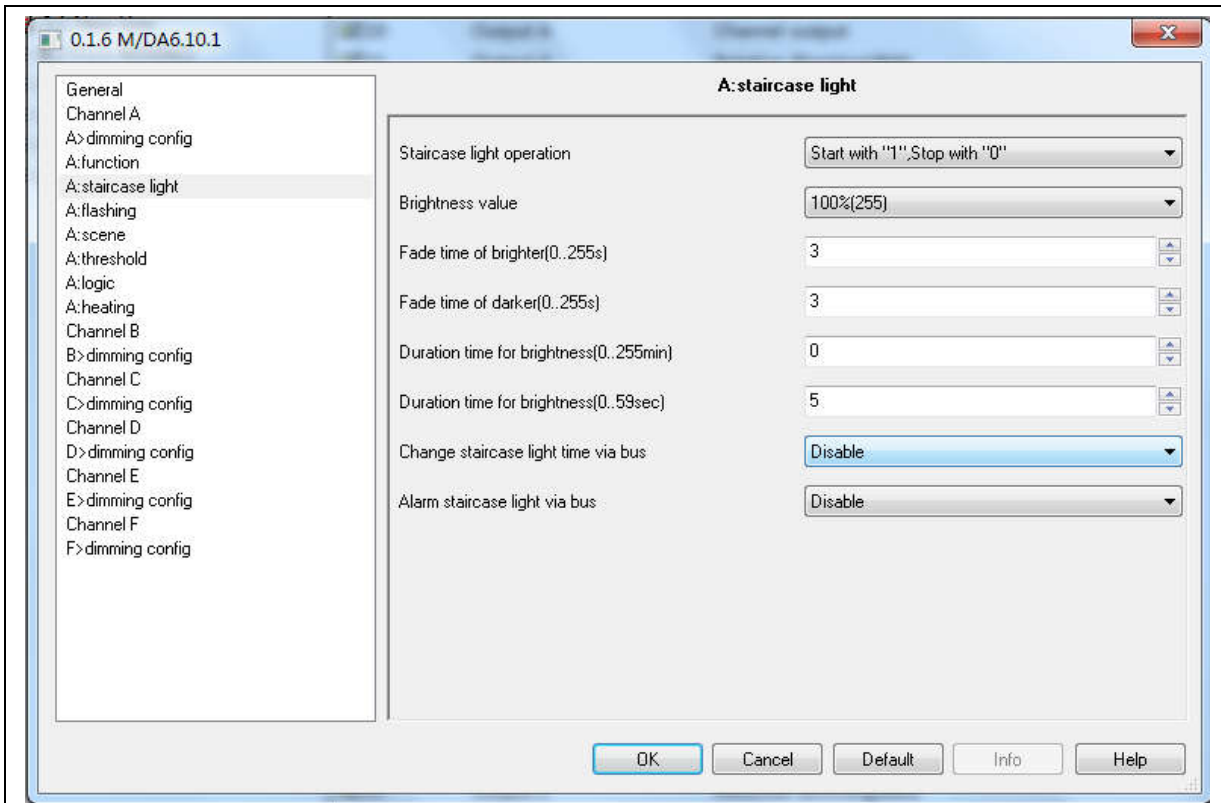 0.1.6 M/DA6.10.1
General
Channel A
A>dimming config
A:function
A:staircase light
A:flashing
A:scene
A:threshold
A:logic
A:heating
Channel B
B>dimming config
Channel C
C>dimming config
Channel D
D>dimming config
Channel E
E>dimming config
Channel F
F>dimming config
A:staircase light
Staircase light operation Start with "1",Stop with "0"
Brightness value 100%(255)
Fade time of brighter(0..255s) 3
Fade time of darker(0..255s) 3
Duration time for brightness(0..255min) 0
Duration time for brightness(0..59sec) 5
Change staircase light time via bus Disable
Alarm staircase light via bus Disable
OK Cancel Default Info Help